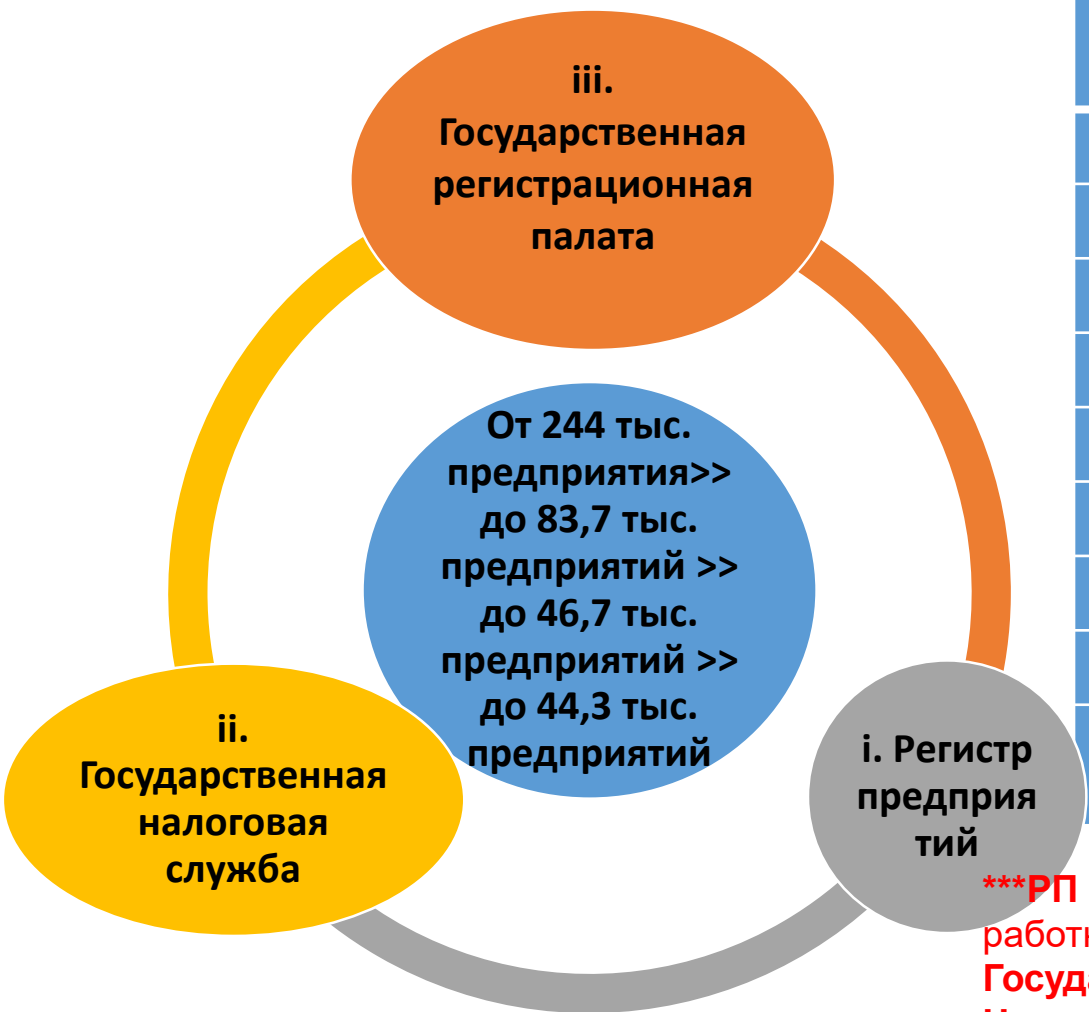 iii.
Государственная
регистрационная
палата
От 244 тыс.
предприятия>>
до 83,7 тыс.
предприятий >>
до 46,7 тыс.
предприятий >>
до 44,3 тыс.
предприятий
ii.
Государственная
налоговая
служба
i. Регистр
предприя
тий
***РП